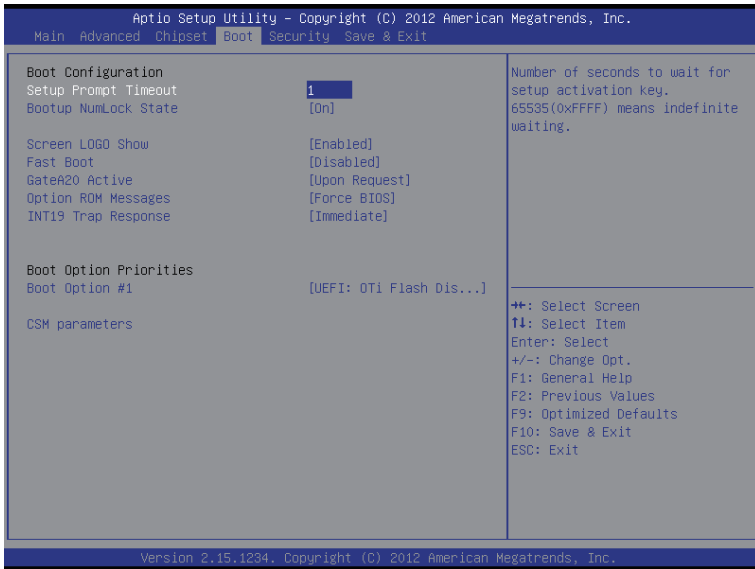 Aptio Setup Utility – Copyright (C) 2012 American Megatrends, Inc.
Main Advanced Chipset Boot Security Save & Exit
Boot Configuration
Setup Prompt Timeout 1
Bootup NumLock State [On]
Screen LOGO Show [Enabled]
Fast Boot [Disabled]
GateA20 Active [Upon Request]
Option ROM Messages [Force BIOS]
INT19 Trap Response [Immediate]
Boot Option Priorities
Boot Option #1 [UEFI: OTi Flash Dis...]
CSM parameters
Number of seconds to wait for
setup activation key.
65535(0xFFFF) means indefinite
waiting.
→←: Select Screen
↑↓: Select Item
Enter: Select
+/-: Change Opt.
F1: General Help
F2: Previous Values
F9: Optimized Defaults
F10: Save & Exit
ESC: Exit
Version 2.15.1234. Copyright (C) 2012 American Megatrends, Inc.